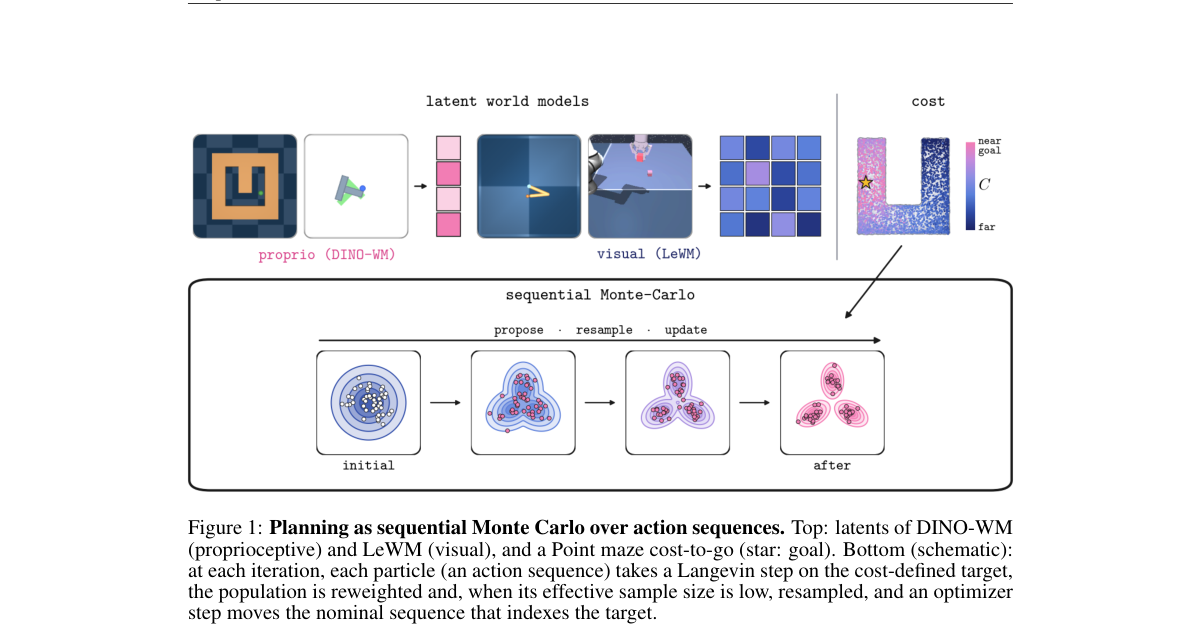 latent world models
cost
near
goal
C
far
proprio (DINO-WM)
visual (LeWM)
sequential Monte-Carlo
propose · resample · update
initial
after
Figure 1: Planning as sequential Monte Carlo over action sequences. Top: latents of DINO-WM
(proprioceptive) and LeWM (visual), and a Point maze cost-to-go (star: goal). Bottom (schematic):
at each iteration, each particle (an action sequence) takes a Langevin step on the cost-defined target,
the population is reweighted and, when its effective sample size is low, resampled, and an optimizer
step moves the nominal sequence that indexes the target.